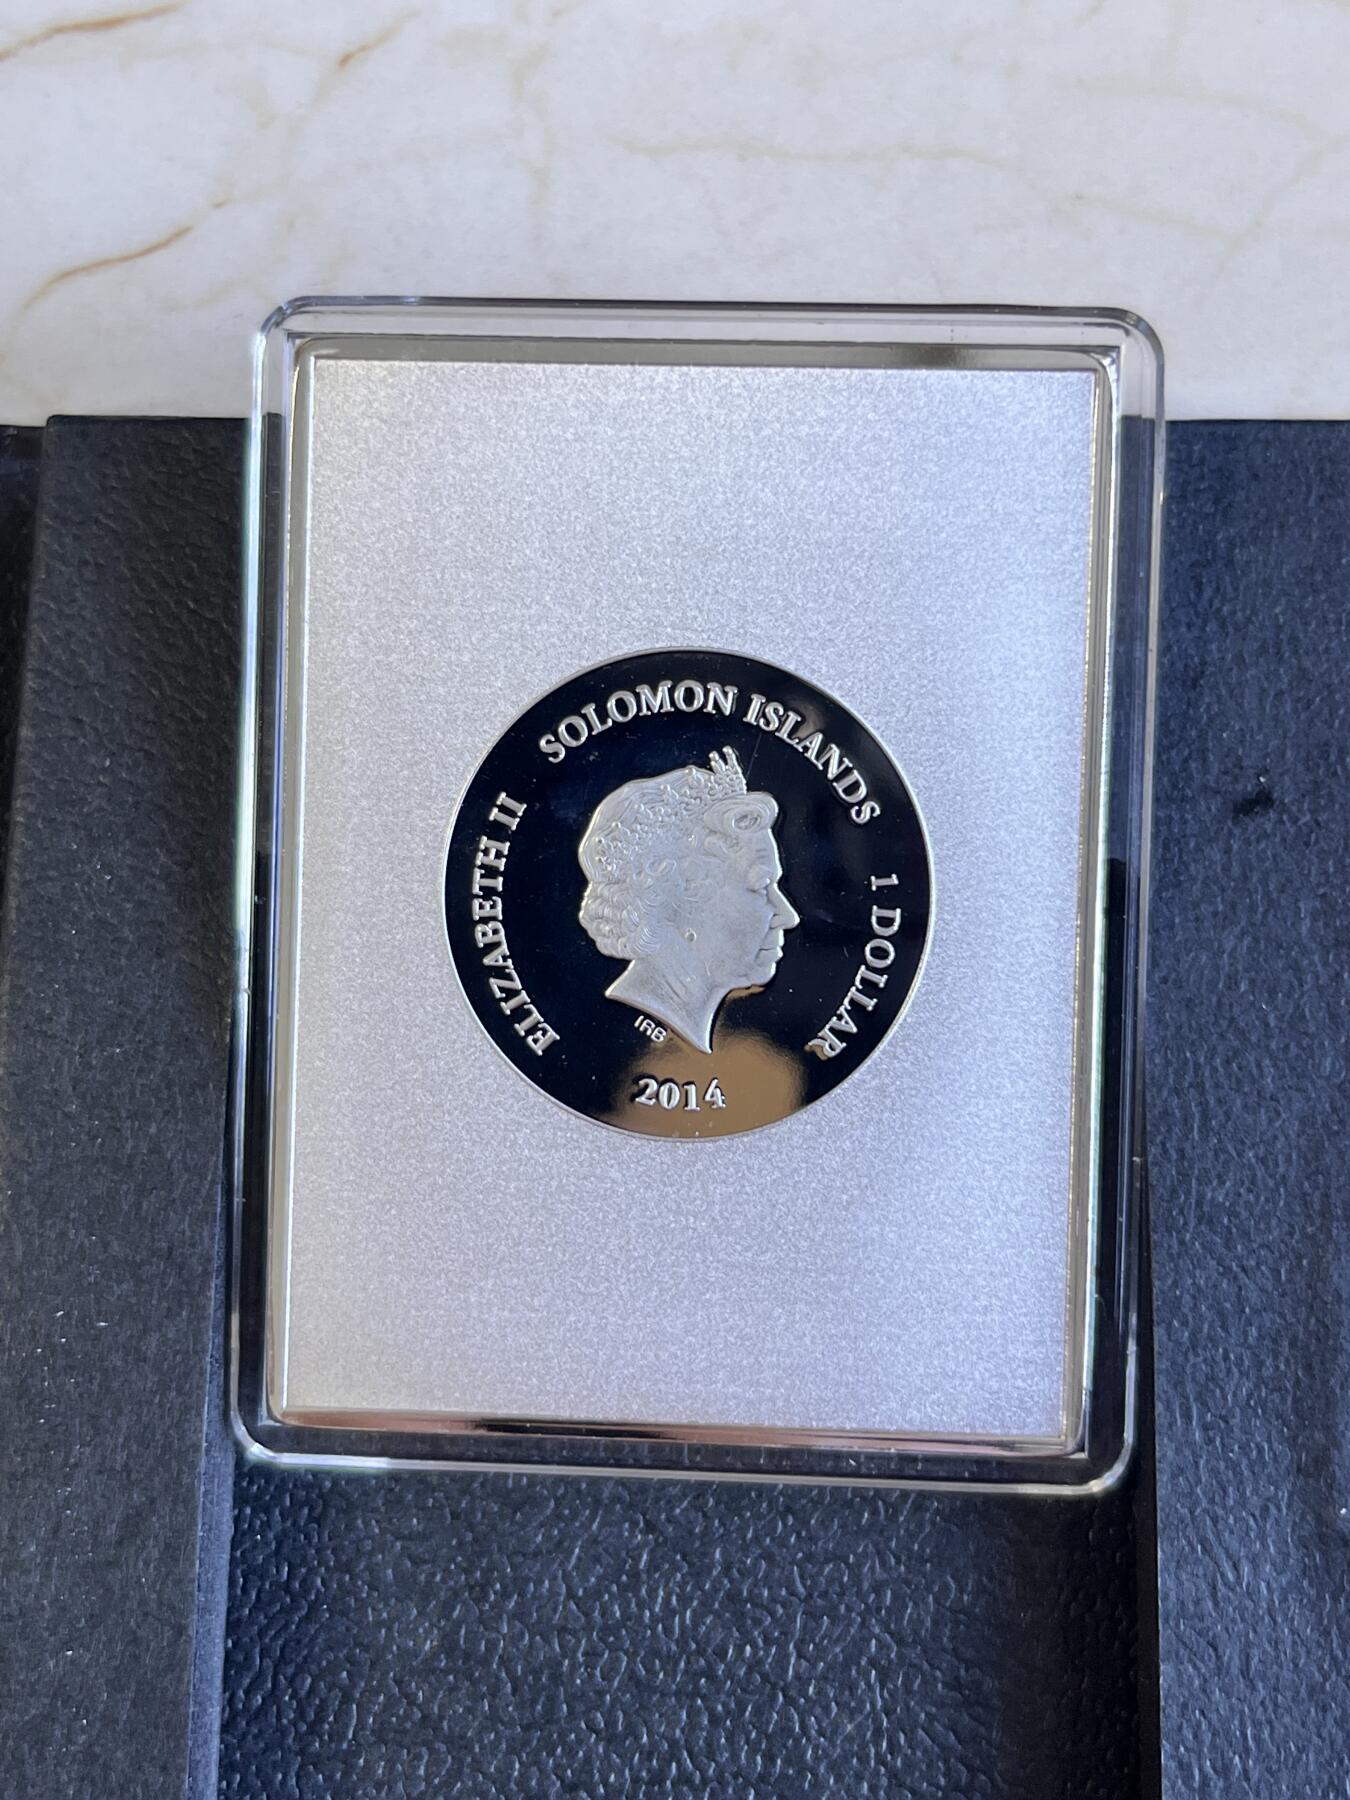 ELIZABETH II
SOLOMON ISLANDS
1 DOLLAR
IRB
2014